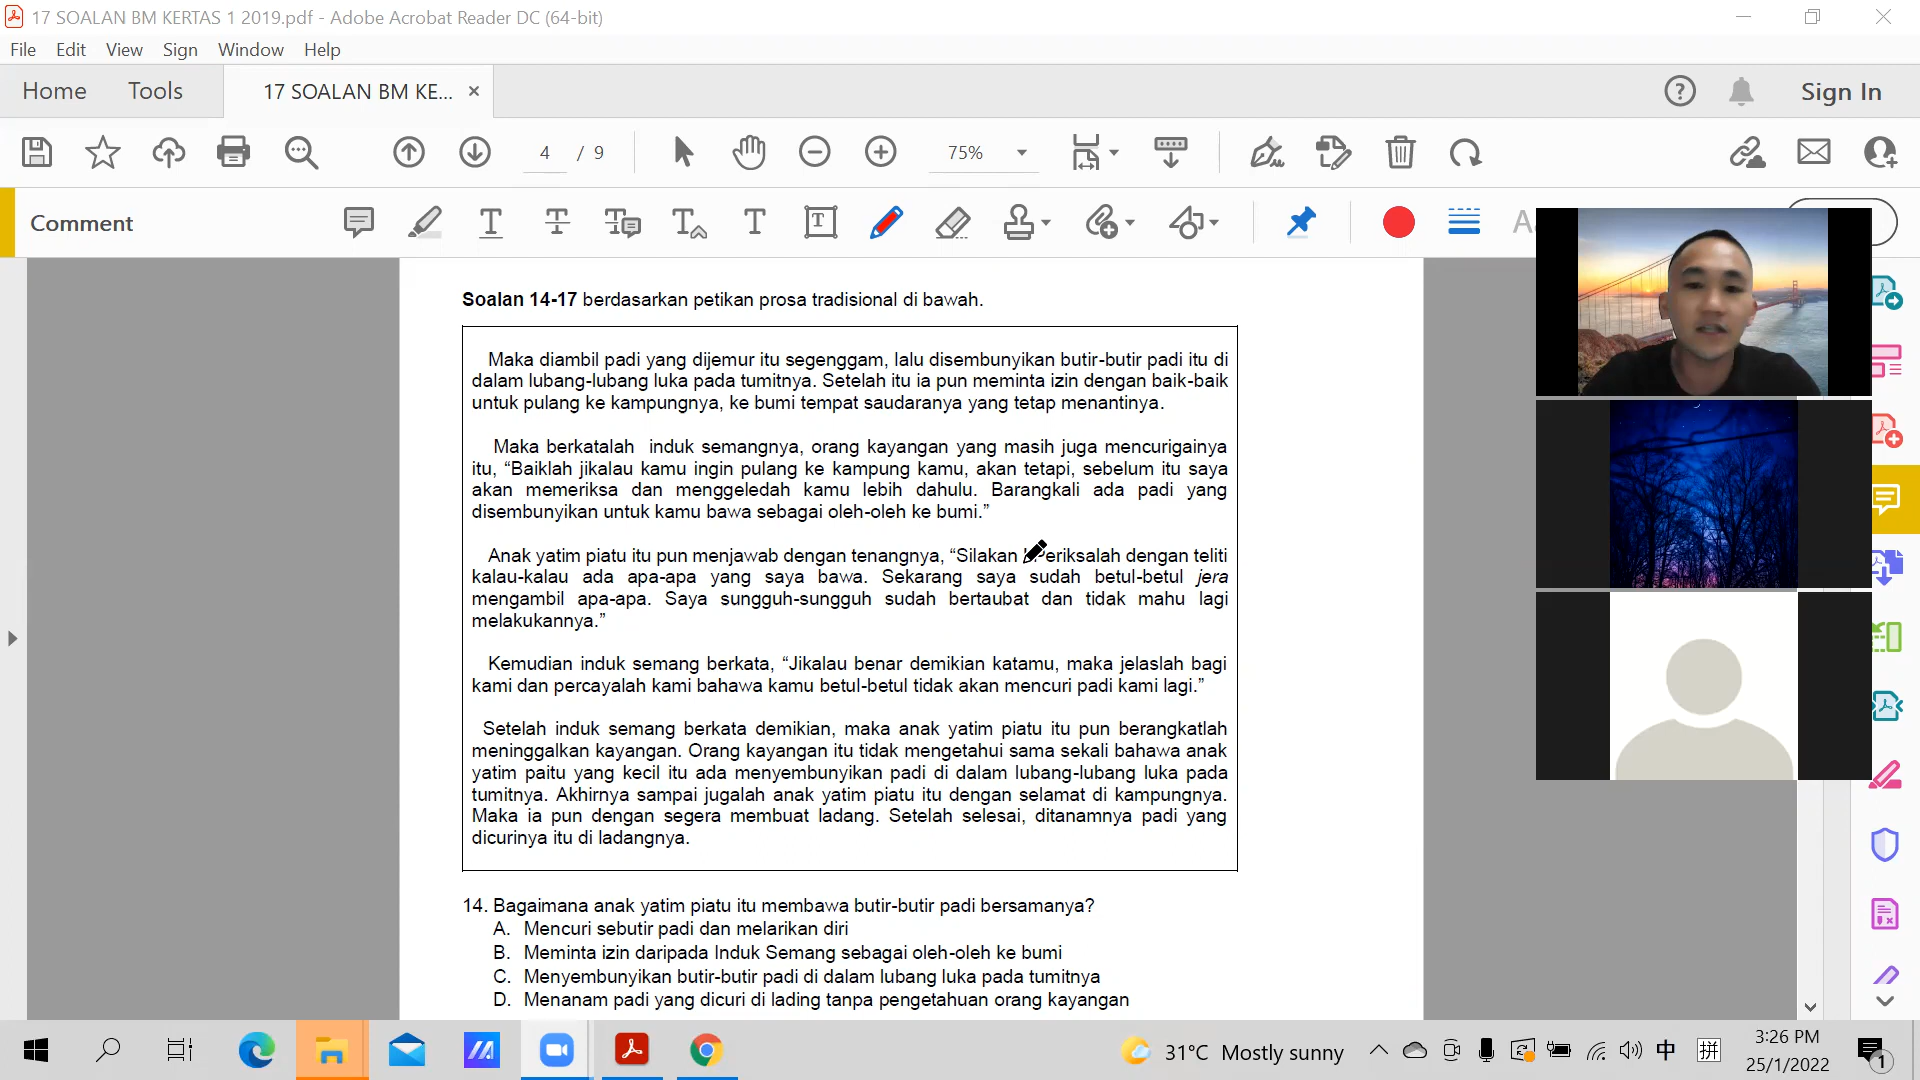 17 SOALAN BM KERTAS 1 2019.pdf - Adobe Acrobat Reader DC (64-bit)
File Edit View Sign Window Help
Home Tools 17 SOALAN BM KE... Sign In
4 / 9 75%
Comment
Soalan 14-17 berdasarkan petikan prosa tradisional di bawah.
Maka diambil padi yang dijemur itu segenggam, lalu disembunyikan butir-butir padi itu di
dalam lubang-lubang luka pada tumitnya. Setelah itu ia pun meminta izin dengan baik-baik
untuk pulang ke kampungnya, ke bumi tempat saudaranya yang tetap menantinya.
Maka berkatalah induk semangnya, orang kayangan yang masih juga mencurigainya
itu, “Baiklah jikalau kamu ingin pulang ke kampung kamu, akan tetapi, sebelum itu saya
akan memeriksa dan menggeledah kamu lebih dahulu. Barangkali ada padi yang
disembunyikan untuk kamu bawa sebagai oleh-oleh ke bumi.”
Anak yatim piatu itu pun menjawab dengan tenangnya, “Silakan eriksalah dengan teliti
kalau-kalau ada apa-apa yang saya bawa. Sekarang saya sudah betul-betul jera
mengambil apa-apa. Saya sungguh-sungguh sudah bertaubat dan tidak mahu lagi
melakukannya.”
Kemudian induk semang berkata, “Jikalau benar demikian katamu, maka jelaslah bagi
kami dan percayalah kami bahawa kamu betul-betul tidak akan mencuri padi kami lagi.”
Setelah induk semang berkata demikian, maka anak yatim piatu itu pun berangkatlah
meninggalkan kayangan. Orang kayangan itu tidak mengetahui sama sekali bahawa anak
yatim paitu yang kecil itu ada menyembunyikan padi di dalam lubang-lubang luka pada
tumitnya. Akhirnya sampai jugalah anak yatim piatu itu dengan selamat di kampungnya.
Maka ia pun dengan segera membuat ladang. Setelah selesai, ditanamnya padi yang
dicurinya itu di ladangnya.
14. Bagaimana anak yatim piatu itu membawa butir-butir padi bersamanya?
A. Mencuri sebutir padi dan melarikan diri
B. Meminta izin daripada Induk Semang sebagai oleh-oleh ke bumi
C. Menyembunyikan butir-butir padi di dalam lubang luka pada tumitnya
D. Menanam padi yang dicuri di lading tanpa pengetahuan orang kayangan
31°C Mostly sunny 中 拼 3:26 PM
25/1/2022 1